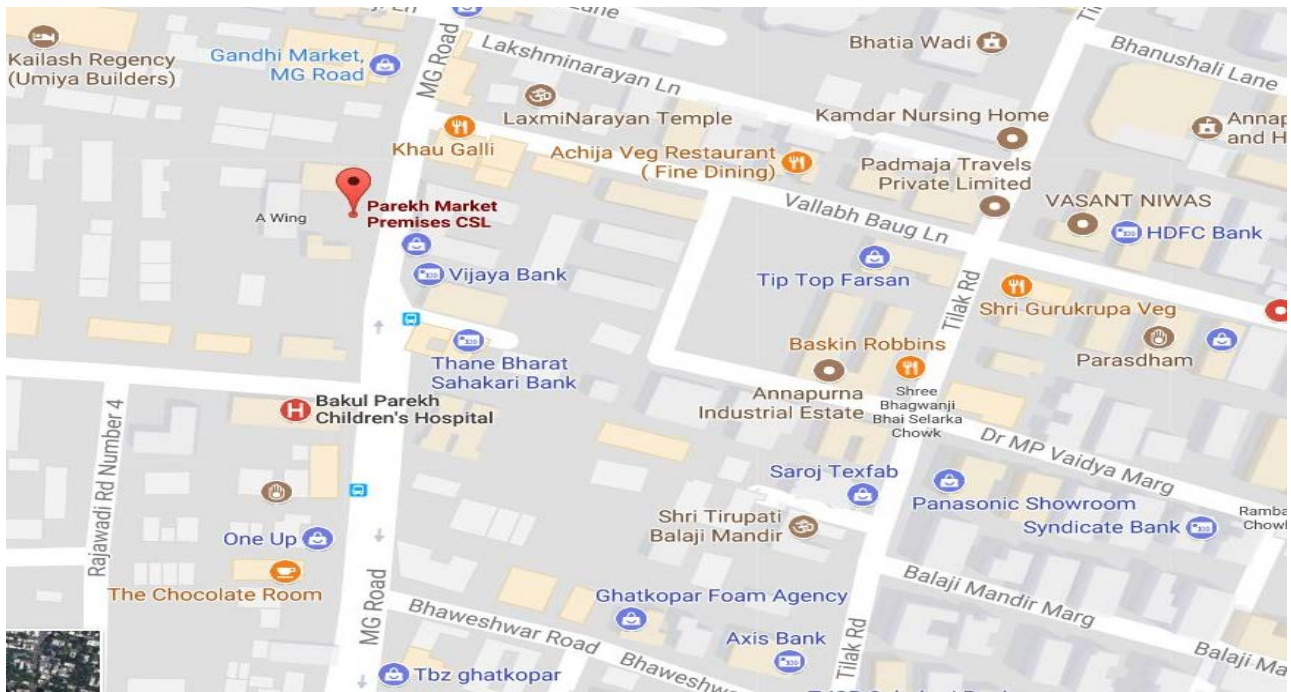 Kailash Regency
(Umiya Builders)
Gandhi Market,
MG Road
MG Road
Lakshminarayan Ln
Lane
Bhatia Wadi
Bhanushali Lane
LaxmiNarayan Temple
Khau Galli
Achija Veg Restaurant
( Fine Dining)
Kamdar Nursing Home
Padmaja Travels
Private Limited
and H
Parekh Market
Premises CSL
A Wing
VASANT NIWAS
HDFC Bank
Vallabh Baug Ln
Vijaya Bank
Tip Top Farsan
Tilak Rd
Shri Gurukrupa Veg
Parasdham
Thane Bharat
Sahakari Bank
Baskin Robbins
Annapurna
Industrial Estate
Shree
Bhagwanji
Bhai Selarka
Chowk
Dr MP Vaidya Marg
Bakul Parekh
Children's Hospital
H
Rajawadi Rd Number 4
Saroj Texfab
Panasonic Showroom
Syndicate Bank
Shri Tirupati
Balaji Mandir
One Up
The Chocolate Room
MG Road
Bhaweshwar Road
Ghatkopar Foam Agency
Balaji Mandir Marg
Axis Bank
Tilak Rd
Tbz ghatkopar